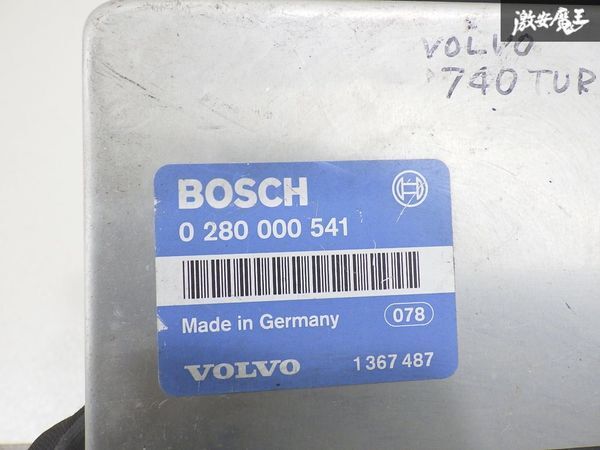 激安魔王
VOLVO
740 TUR
BOSCH
0 280 000 541
Made in Germany 078
VOLVO 1 367 487